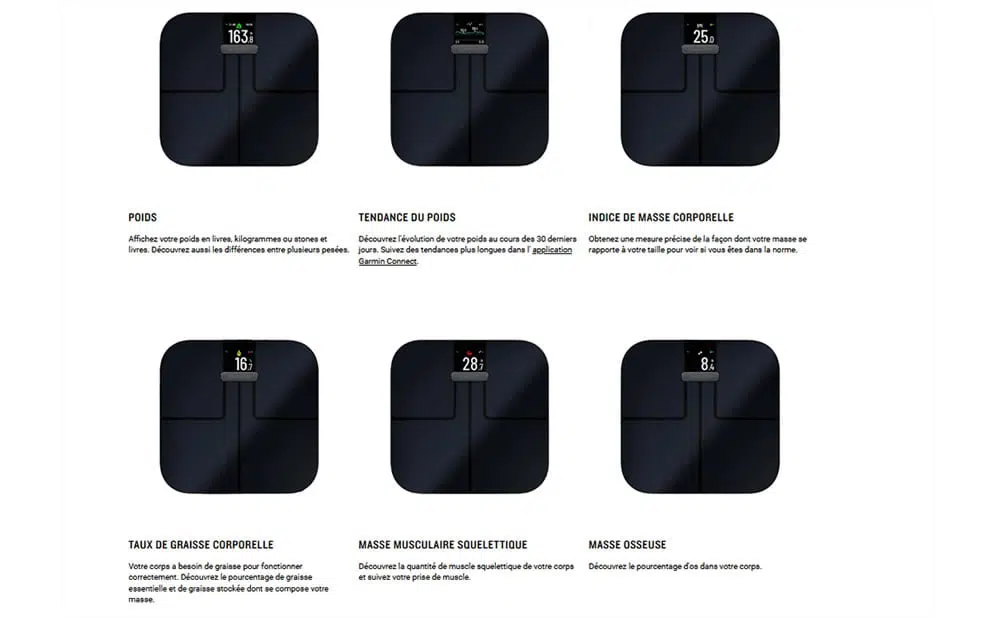 163.8
25.0
POIDS
Affichez votre poids en livres, kilogrammes ou stones et
livres. Découvrez aussi les différences entre plusieurs pesées.
TENDANCE DU POIDS
Découvrez l'évolution de votre poids au cours des 30 derniers
jours. Suivez des tendances plus longues dans l' application
Garmin Connect.
INDICE DE MASSE CORPORELLE
Obtenez une mesure précise de la façon dont votre masse se
rapporte à votre taille pour voir si vous êtes dans la norme.
16.7
28.7
8.4
TAUX DE GRAISSE CORPORELLE
Votre corps a besoin de graisse pour fonctionner
correctement. Découvrez le pourcentage de graisse
essentielle et de graisse stockée dont se compose votre
masse.
MASSE MUSCULAIRE SQUELETTIQUE
Découvrez la quantité de muscle squelettique de votre corps
et suivez votre prise de muscle.
MASSE OSSEUSE
Découvrez le pourcentage d'os dans votre corps.